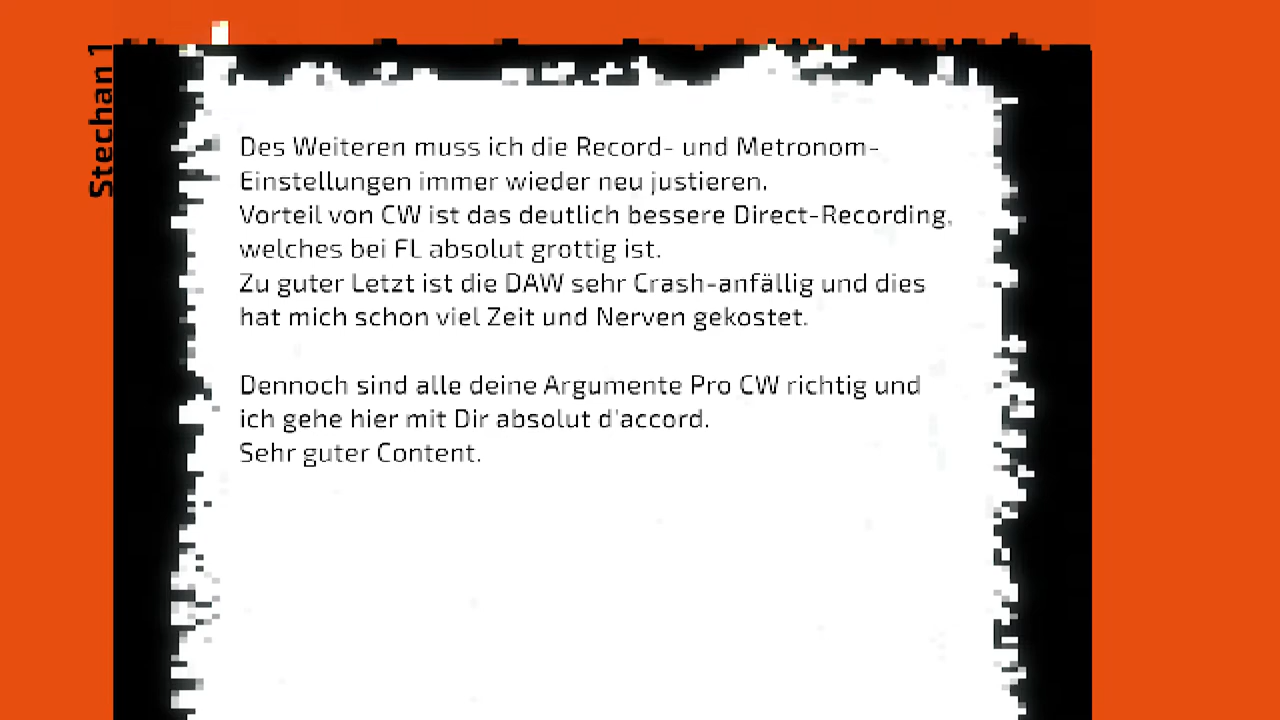 Stechan 1
Des Weiteren muss ich die Record- und Metronom-
Einstellungen immer wieder neu justieren.
Vorteil von CW ist das deutlich bessere Direct-Recording,
welches bei FL absolut grottig ist.
Zu guter Letzt ist die DAW sehr Crash-anfällig und dies
hat mich schon viel Zeit und Nerven gekostet.
Dennoch sind alle deine Argumente Pro CW richtig und
ich gehe hier mit Dir absolut d'accord.
Sehr guter Content.